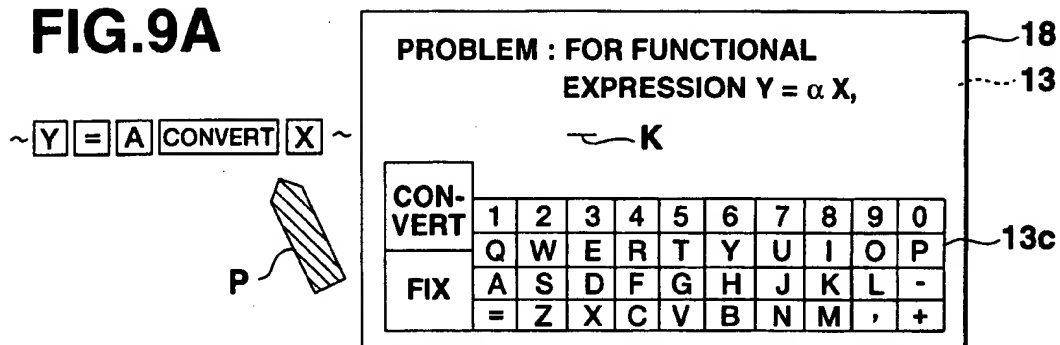 FIG.9A
PROBLEM : FOR FUNCTIONAL
EXPRESSION Y = α X,
18
13
~ Y = A CONVERT X ~
K
CON-
VERT
1 2 3 4 5 6 7 8 9 0
Q W E R T Y U I O P
13c
FIX
A S D F G H J K L -
= Z X C V B N M , +
P